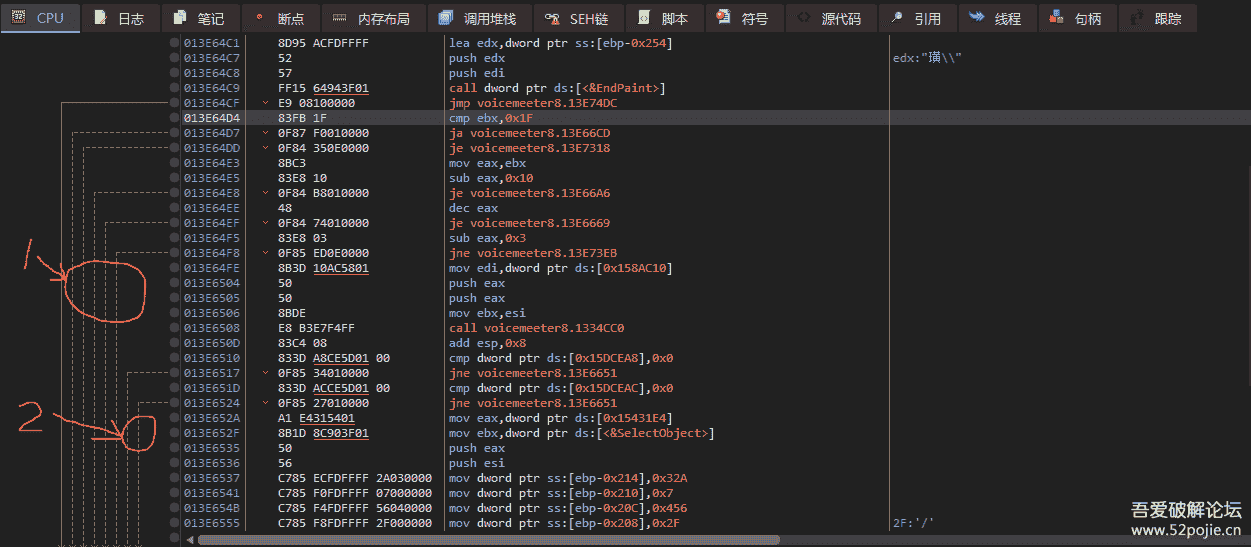 CPU 日志 笔记 断点 内存布局 调用堆栈 SEH链 脚本 符号 源代码 引用 线程 句柄 跟踪
013E64C1 8D95 ACFDFFFF lea edx,dword ptr ss:[ebp-0x254]
013E64C7 52 push edx edx:"璜\\"
013E64C8 57 push edi
013E64C9 FF15 64943F01 call dword ptr ds:[<&EndPaint>]
013E64CF E9 08100000 jmp voicemeeter8.13E74DC
013E64D4 83FB 1F cmp ebx,0x1F
013E64D7 0F87 F0010000 ja voicemeeter8.13E66CD
013E64DD 0F84 350E0000 je voicemeeter8.13E7318
013E64E3 8BC3 mov eax,ebx
013E64E5 83E8 10 sub eax,0x10
013E64E8 0F84 B8010000 je voicemeeter8.13E66A6
013E64EE 48 dec eax
013E64EF 0F84 74010000 je voicemeeter8.13E6669
013E64F5 83E8 03 sub eax,0x3
013E64F8 0F85 ED0E0000 jne voicemeeter8.13E73EB
013E64FE 8B3D 10AC5801 mov edi,dword ptr ds:[0x158AC10]
013E6504 50 push eax
013E6505 50 push eax
013E6506 8BDE mov ebx,esi
013E6508 E8 B3E7F4FF call voicemeeter8.1334CC0
013E650D 83C4 08 add esp,0x8
013E6510 833D A8CE5D01 00 cmp dword ptr ds:[0x15DCEA8],0x0
013E6517 0F85 34010000 jne voicemeeter8.13E6651
013E651D 833D ACCE5D01 00 cmp dword ptr ds:[0x15DCEAC],0x0
013E6524 0F85 27010000 jne voicemeeter8.13E6651
013E652A A1 E4315401 mov eax,dword ptr ds:[0x15431E4]
013E652F 8B1D 8C903F01 mov ebx,dword ptr ds:[<&SelectObject>]
013E6535 50 push eax
013E6536 56 push esi
013E6537 C785 ECFDFFFF 2A030000 mov dword ptr ss:[ebp-0x214],0x32A
013E6541 C785 F0FDFFFF 07000000 mov dword ptr ss:[ebp-0x210],0x7
013E654B C785 F4FDFFFF 56040000 mov dword ptr ss:[ebp-0x20C],0x456
013E6555 C785 F8FDFFFF 2F000000 mov dword ptr ss:[ebp-0x208],0x2F 2F:'/'
1
2
吾爱破解论坛
www.52pojie.cn